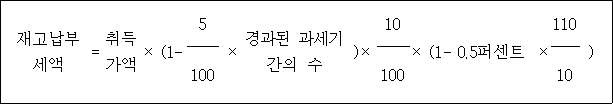 5 10 110
재고납부 = 취득 × (1- × 경과된 과세기 )× × (1- 0.5퍼센트 × )
세액 가액 간의 수
100 100 10